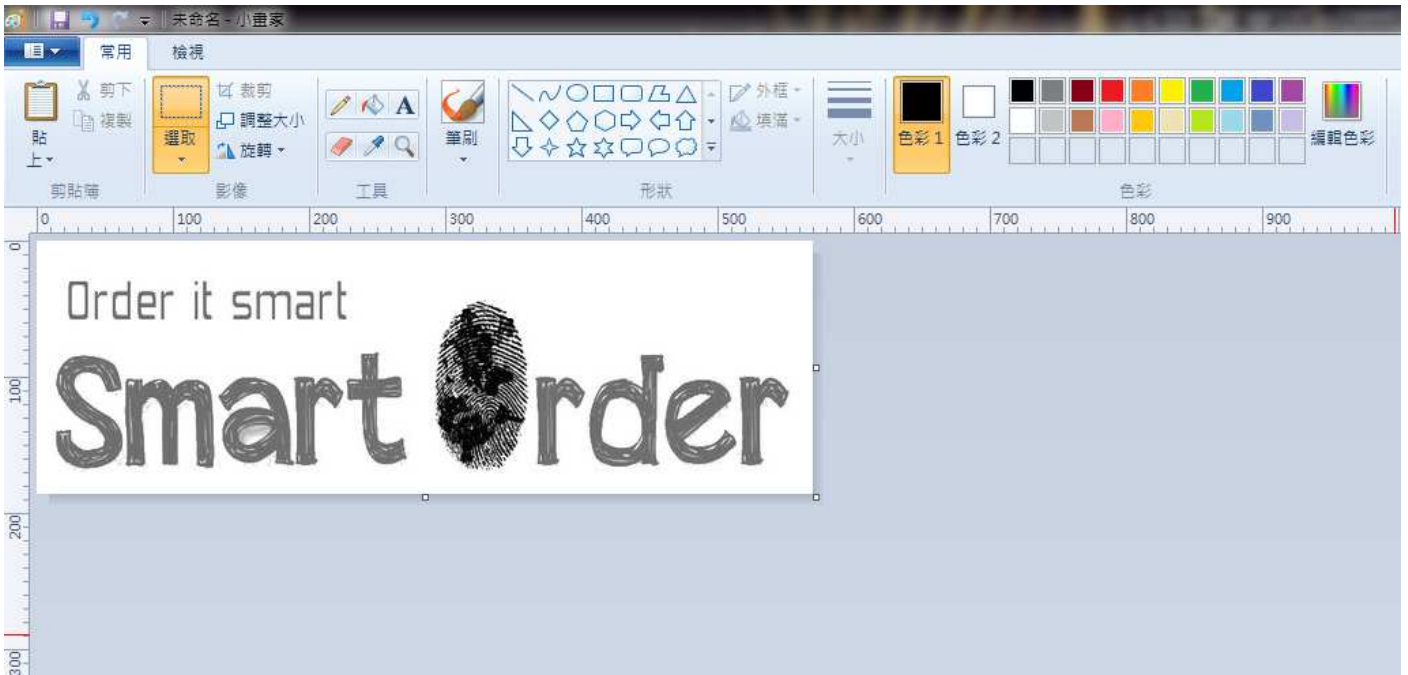 未命名 - 小畫家
常用 檢視
剪下 裁剪 外框
複製 調整大小 A 填滿
貼上 選取 旋轉 筆刷 大小 色彩 1 色彩 2 編輯色彩
剪貼簿 影像 工具 形狀 色彩
0 100 200 300 400 500 600 700 800 900
0
100
200
300
Order it smart
Smart Order